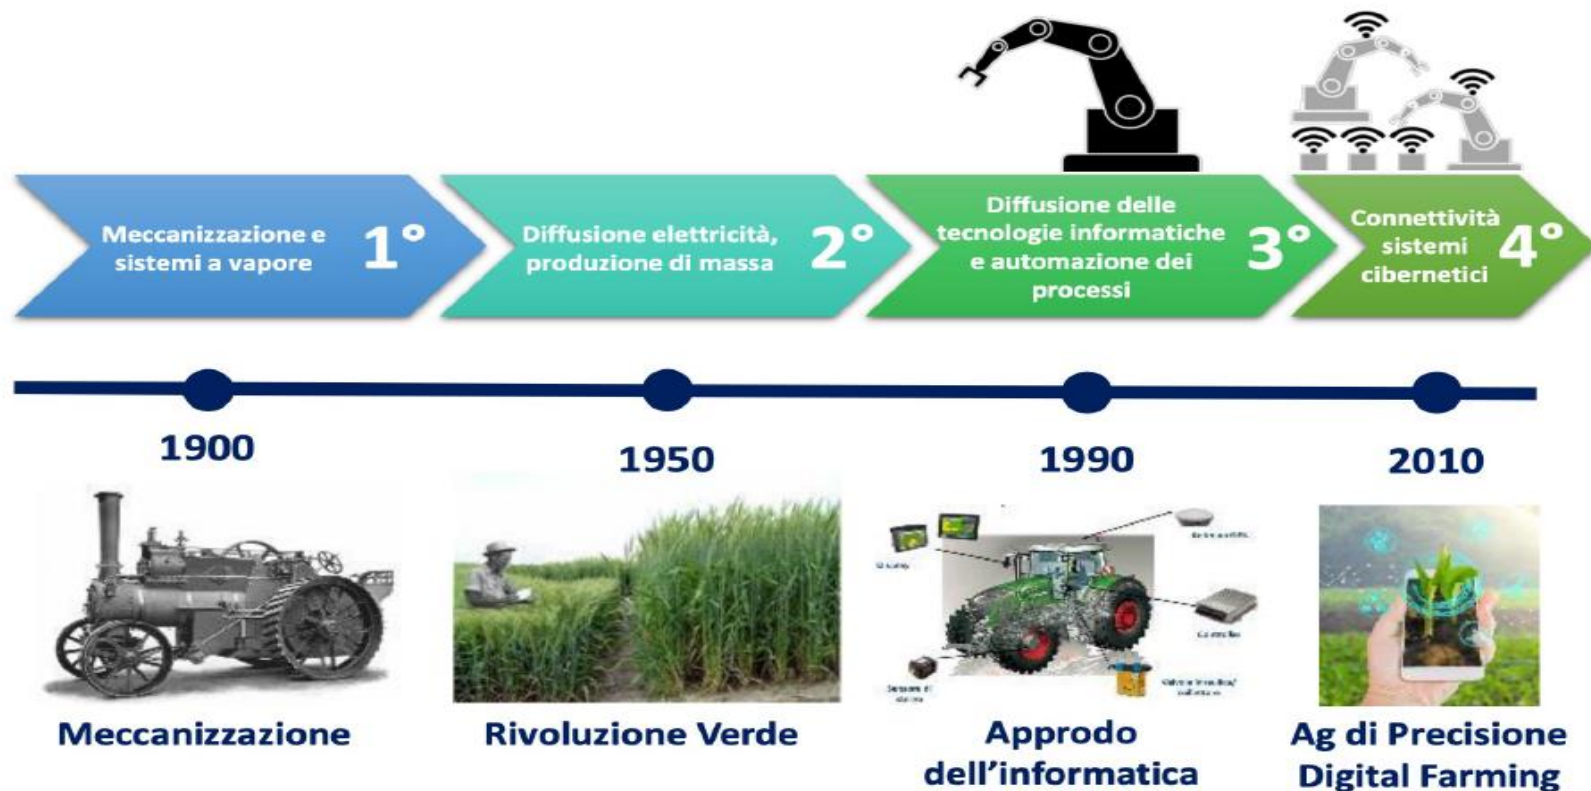 Meccanizzazione e
sistemi a vapore
1°
Diffusione elettricità,
produzione di massa
2°
Diffusione delle
tecnologie informatiche
e automazione dei
processi
3°
Connettività
sistemi
cibernetici
4°
1900
1950
1990
2010
Controller
Meccanizzazione
Rivoluzione Verde
Approdo
dell'informatica
Ag di Precisione
Digital Farming